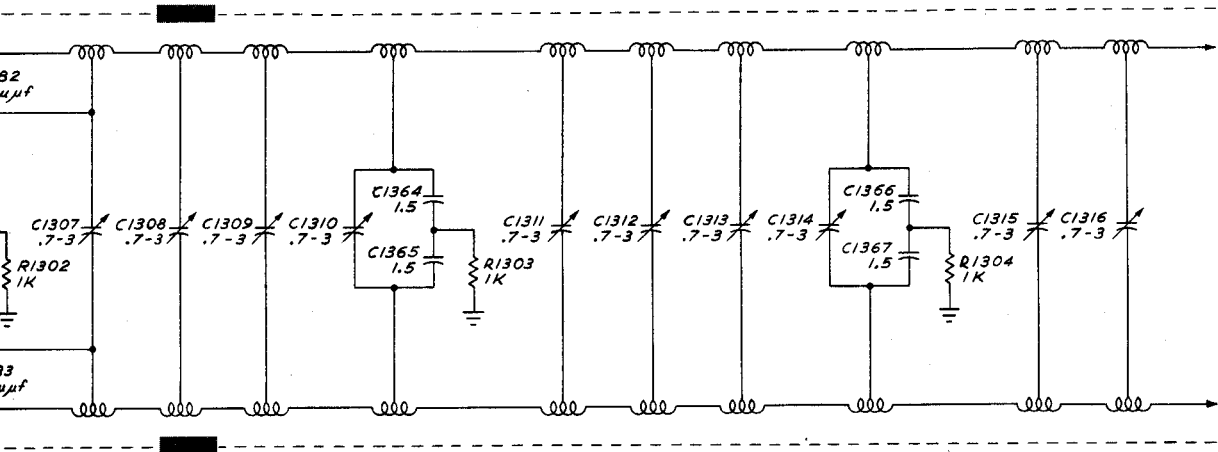 82
µµf
C1364
1.5
C1366
1.5
C1307
.7-3
C1308
.7-3
C1309
.7-3
C1310
.7-3
C1311
.7-3
C1312
.7-3
C1313
.7-3
C1314
.7-3
C1315
.7-3
C1316
.7-3
C1365
1.5
C1367
1.5
R1302
1K
R1303
1K
R1304
1K
µµf